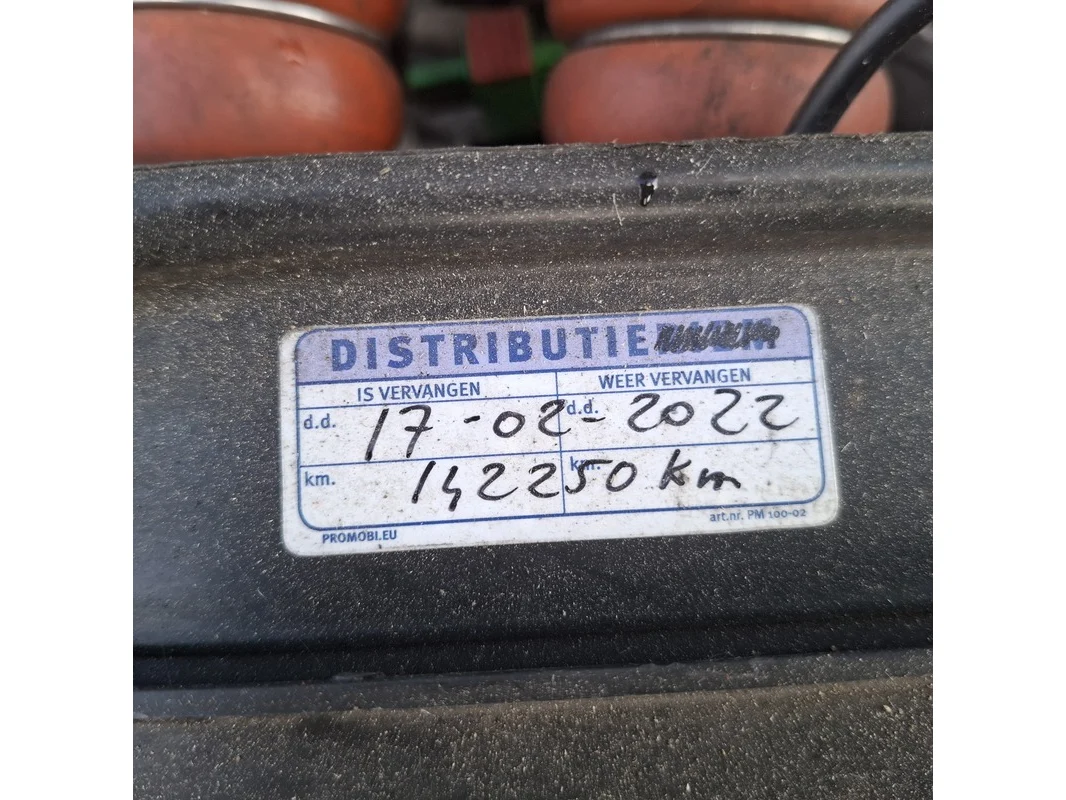 DISTRIBUTIE
IS VERVANGEN WEER VERVANGEN
d.d. 17-02-2022 d.d.
km. 142250 km km.
PROMOBI.EU art.nr. PM 100-02